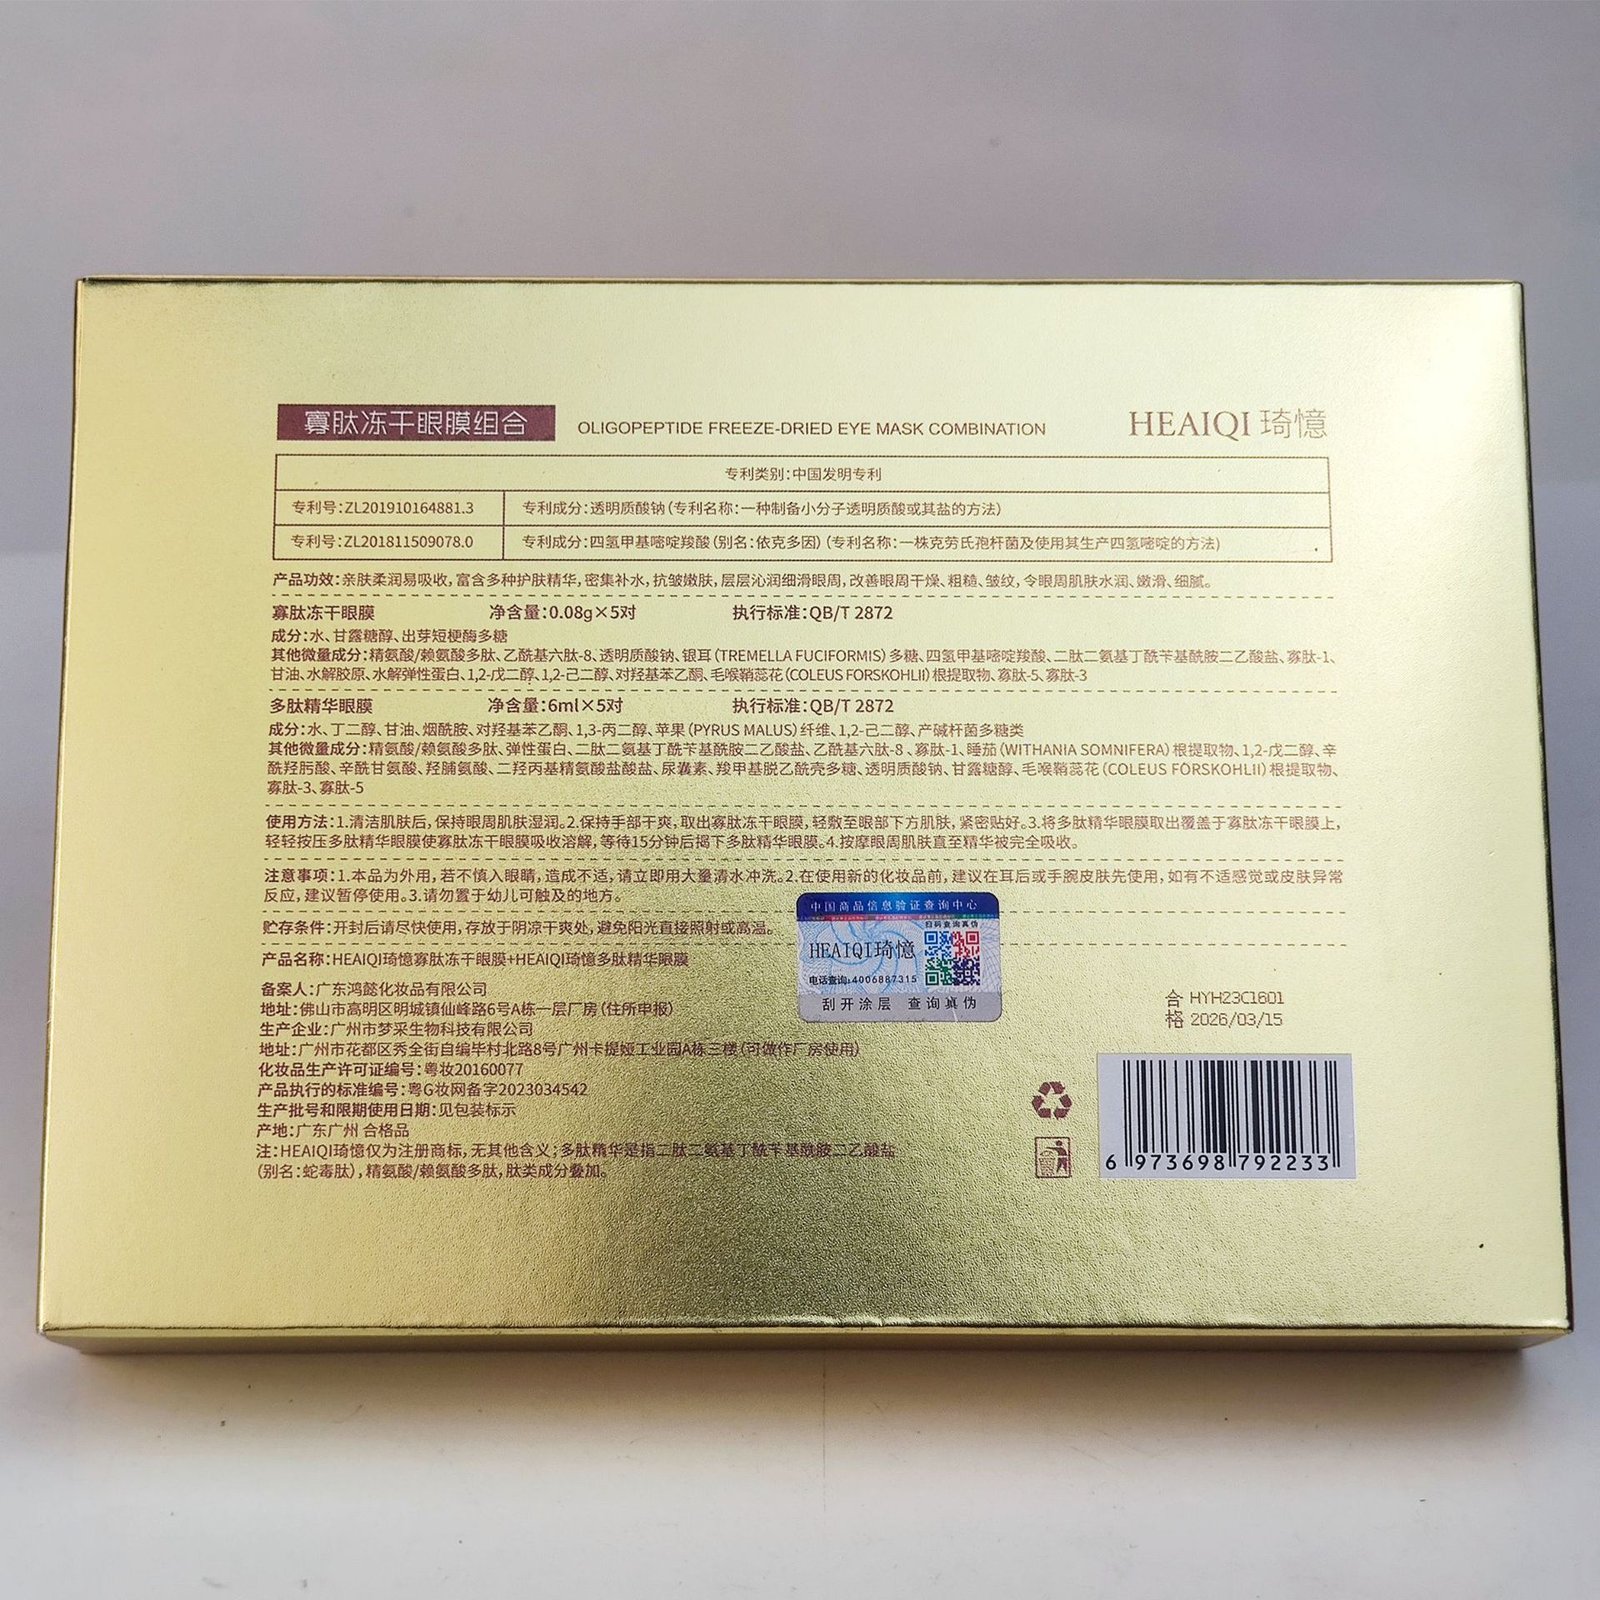 寡肽冻干眼膜组合 OLIGOPEPTIDE FREEZE-DRIED EYE MASK COMBINATION HEAIQI 琦憶
专利类别:中国发明专利
专利号:ZL201910164881.3 专利成分:透明质酸钠(专利名称:一种制备小分子透明质酸或其盐的方法)
专利号:ZL201811509078.0 专利成分:四氢甲基嘧啶羧酸(别名:依克多因)(专利名称:一株克劳氏孢杆菌及使用其生产四氢嘧啶的方法)
产品功效:亲肤柔润易吸收,富含多种护肤精华,密集补水,抗皱嫩肤,层层沁润细滑眼周,改善眼周干燥、粗糙、皱纹,令眼周肌肤水润、嫩滑、细腻。
寡肽冻干眼膜 净含量:0.08g×5对 执行标准:QB/T 2872
成分:水、甘露糖醇、出芽短梗酶多糖
其他微量成分:精氨酸/赖氨酸多肽、乙酰基六肽-8、透明质酸钠、银耳(TREMELLA FUCIFORMIS)多糖、四氢甲基嘧啶羧酸、二肽二氨基丁酰苄基酰胺二乙酸盐、寡肽-1、
甘油、水解胶原、水解弹性蛋白、1,2-戊二醇、1,2-己二醇、对羟基苯乙酮、毛喉鞘蕊花(COLEUS FORSKOHLII)根提取物、寡肽-5、寡肽-3
多肽精华眼膜 净含量:6ml×5对 执行标准:QB/T 2872
成分:水、丁二醇、甘油、烟酰胺、对羟基苯乙酮、1,3-丙二醇、苹果(PYRUS MALUS)纤维、1,2-己二醇、产碱杆菌多糖类
其他微量成分:精氨酸/赖氨酸多肽、弹性蛋白、二肽二氨基丁酰苄基酰胺二乙酸盐、乙酰基六肽-8、寡肽-1、睡茄(WITHANIA SOMNIFERA)根提取物、1,2-戊二醇、辛
酰羟肟酸、辛酰甘氨酸、羟脯氨酸、二羟丙基精氨酸盐酸盐、尿囊素、羧甲基脱乙酰壳多糖、透明质酸钠、甘露糖醇、毛喉鞘蕊花(COLEUS FORSKOHLII)根提取物、
寡肽-3、寡肽-5
使用方法:1.清洁肌肤后,保持眼周肌肤湿润。2.保持手部干爽,取出寡肽冻干眼膜,轻敷至眼部下方肌肤,紧密贴好。3.将多肽精华眼膜取出覆盖于寡肽冻干眼膜上,
轻轻按压多肽精华眼膜使寡肽冻干眼膜吸收溶解,等待15分钟后揭下多肽精华眼膜。4.按摩眼周肌肤直至精华被完全吸收。
注意事项:1.本品为外用,若不慎入眼睛,造成不适,请立即用大量清水冲洗。2.在使用新的化妆品前,建议在耳后或手腕皮肤先使用,如有不适感觉或皮肤异常
反应,建议暂停使用。3.请勿置于幼儿可触及的地方。
贮存条件:开封后请尽快使用,存放于阴凉干爽处,避免阳光直接照射或高温。
产品名称:HEAIQI琦憶寡肽冻干眼膜+HEAIQI琦憶多肽精华眼膜
备案人:广东鸿懿化妆品有限公司
地址:佛山市高明区明城镇仙峰路6号A栋一层厂房(住所申报)
生产企业:广州市梦采生物科技有限公司
地址:广州市花都区秀全街自编毕村北路8号广州卡提娅工业园A栋三楼(可做作厂房使用)
化妆品生产许可证编号:粤妆20160077
产品执行的标准编号:粤G妆网备字2023034542
生产批号和限期使用日期:见包装标示
产地:广东广州 合格品
注:HEAIQI琦憶仅为注册商标,无其他含义;多肽精华是指二肽二氨基丁酰苄基酰胺二乙酸盐
(别名:蛇毒肽),精氨酸/赖氨酸多肽,肽类成分叠加。
中国商品信息验证查询中心
扫码查询真伪
HEAIQI琦憶
电话查询:4006887315
刮开涂层 查询真伪
合 HYH23C1601
格 2026/03/15
6 973698 792233